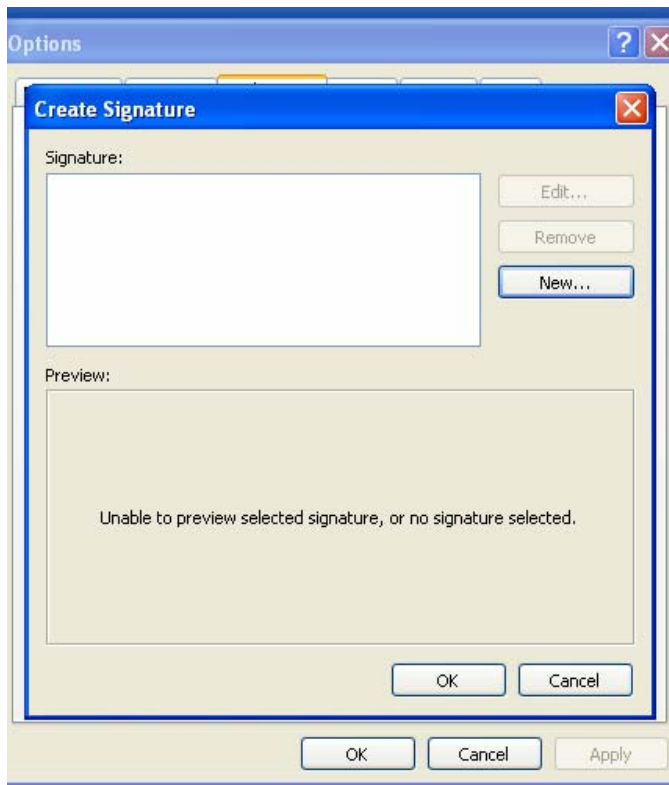 Options
Create Signature
Signature:
Edit...
Remove
New...
Preview:
Unable to preview selected signature, or no signature selected.
OK Cancel
OK Cancel Apply